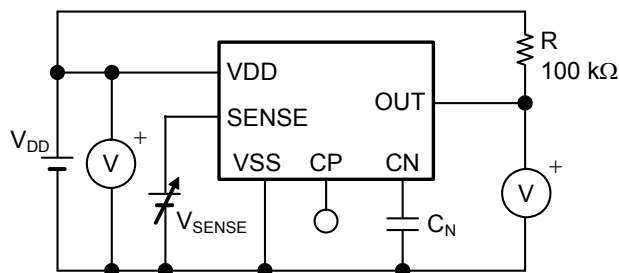 R
100 kΩ
VDD
OUT
SENSE
V_DD
V
+
VSS CP CN
V
+
V_SENSE
C_N